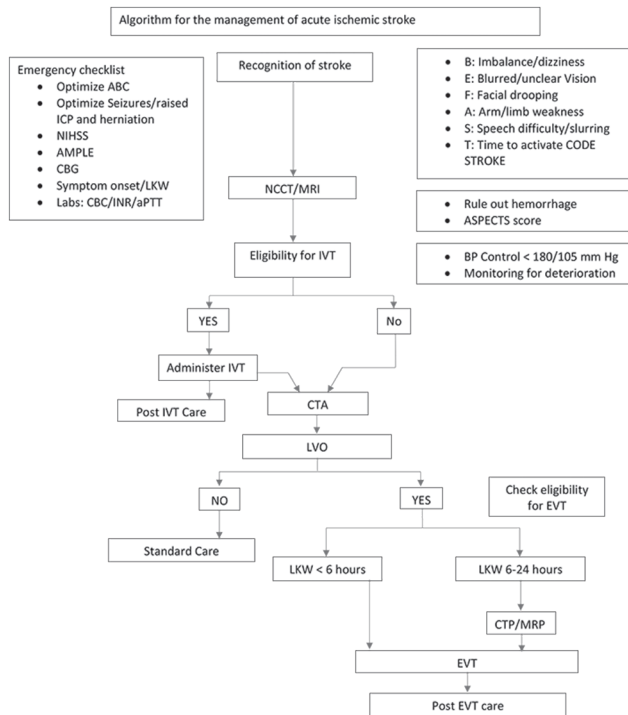 Algorithm for the management of acute ischemic stroke
Emergency checklist
• Optimize ABC
• Optimize Seizures/raised
ICP and herniation
• NIHSS
• AMPLE
• CBG
• Symptom onset/LKW
• Labs: CBC/INR/aPTT
Recognition of stroke
• B: Imbalance/dizziness
• E: Blurred/unclear Vision
• F: Facial drooping
• A: Arm/limb weakness
• S: Speech difficulty/slurring
• T: Time to activate CODE
STROKE
NCCT/MRI
• Rule out hemorrhage
• ASPECTS score
Eligibility for IVT
• BP Control < 180/105 mm Hg
• Monitoring for deterioration
YES
No
Administer IVT
Post IVT Care
CTA
LVO
NO
YES
Check eligibility
for EVT
Standard Care
LKW < 6 hours
LKW 6-24 hours
CTP/MRP
EVT
Post EVT care